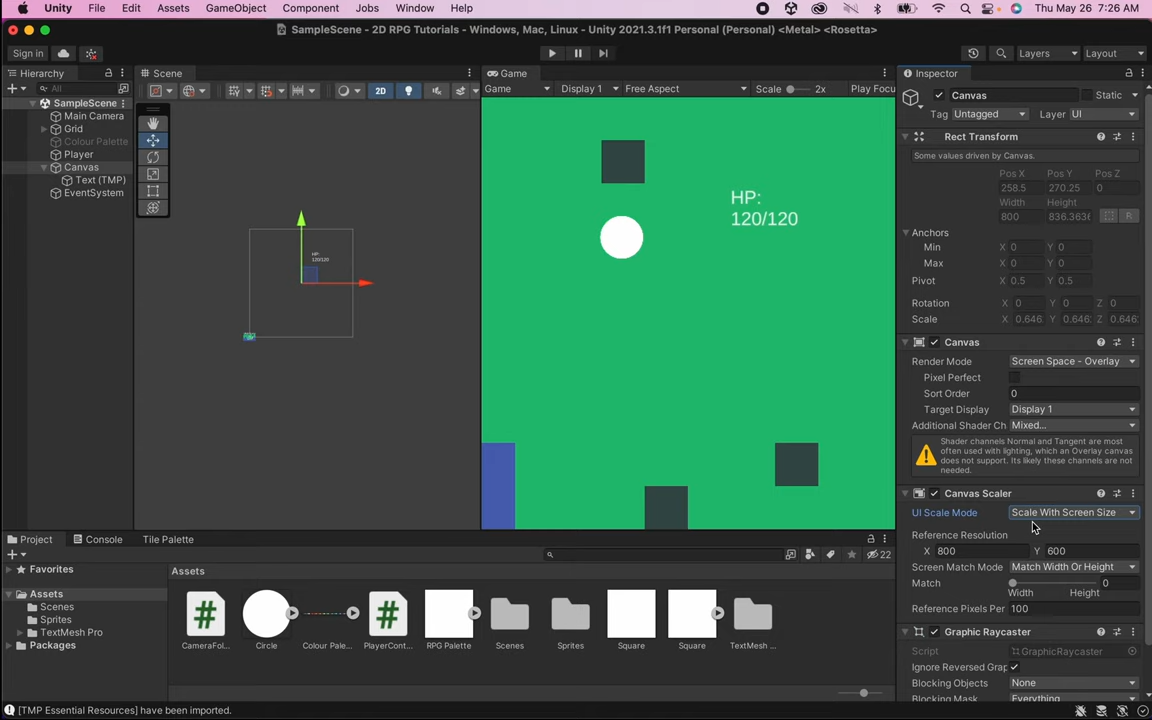 Unity File Edit Assets GameObject Component Jobs Window Help Thu May 26 7:26 AM
SampleScene - 2D RPG Tutorials - Windows, Mac, Linux - Unity 2021.3.1f1 Personal (Personal) <Metal> <Rosetta>
Sign in Layers Layout
Hierarchy
All
SampleScene
Main Camera
Grid
Colour Palette
Player
Canvas
Text (TMP)
EventSystem
Scene
2D
Game
Game Display 1 Free Aspect Scale 2x Play Focu
HP:
120/120
Inspector
Canvas Static
Tag Untagged Layer UI
Rect Transform
Some values driven by Canvas.
Pos X Pos Y Pos Z
258.5 270.25 0
Width Height
800 836.363 R
Anchors
Min X 0 Y 0
Max X 0 Y 0
Pivot X 0.5 Y 0.5
Rotation X 0 Y 0 Z 0
Scale X 0.646 Y 0.646 Z 0.646
Canvas
Render Mode Screen Space - Overlay
Pixel Perfect
Sort Order 0
Target Display Display 1
Additional Shader Ch Mixed...
Shader channels Normal and Tangent are most
often used with lighting, which an Overlay canvas
does not support. Its likely these channels are not
needed.
Canvas Scaler
UI Scale Mode Scale With Screen Size
Reference Resolution
X 800 Y 600
Screen Match Mode Match Width Or Height
Match 0
Width Height
Reference Pixels Per 100
Graphic Raycaster
Script GraphicRaycaster
Ignore Reversed Grap
Blocking Objects None
Blocking Mask Everything
Project Console Tile Palette
22
Favorites
Assets
Scenes
Sprites
TextMesh Pro
Packages
Assets
CameraFol... Circle Colour Pale... PlayerCont... RPG Palette Scenes Sprites Square Square TextMesh ...
[TMP Essential Resources] have been imported.